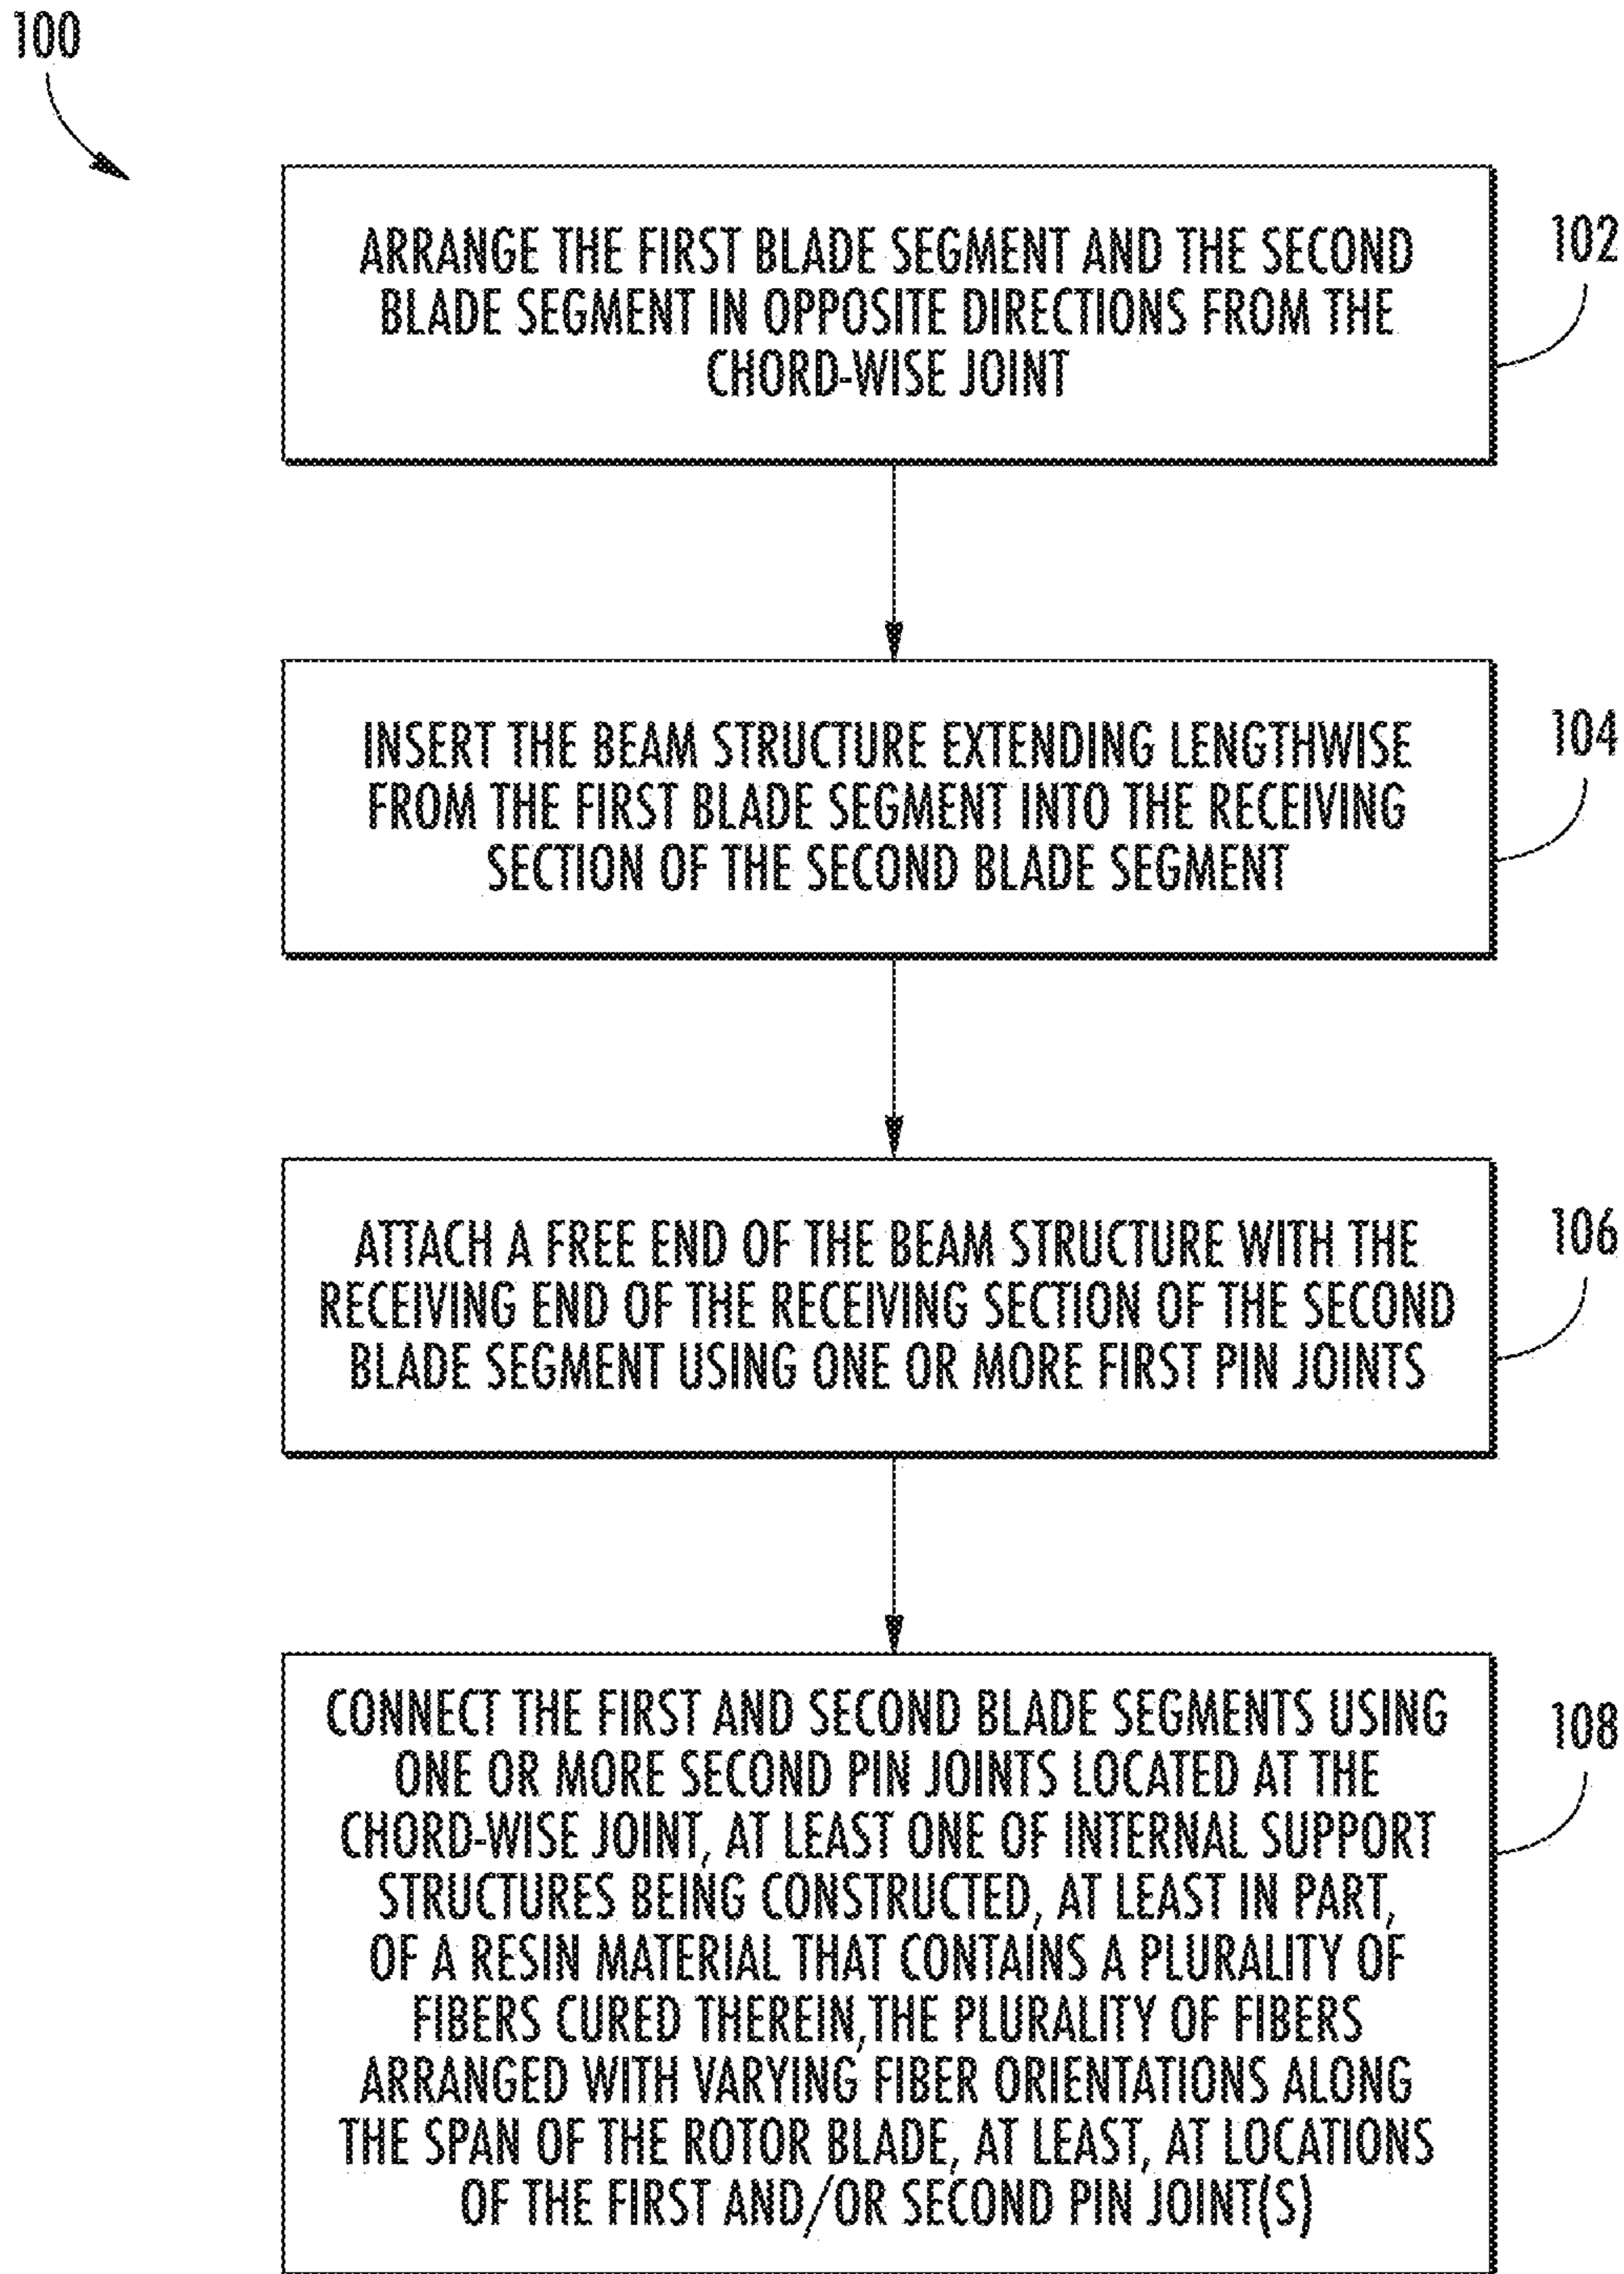 100
ARRANGE THE FIRST BLADE SEGMENT AND THE SECOND
BLADE SEGMENT IN OPPOSITE DIRECTIONS FROM THE
CHORD-WISE JOINT
102
INSERT THE BEAM STRUCTURE EXTENDING LENGTHWISE
FROM THE FIRST BLADE SEGMENT INTO THE RECEIVING
SECTION OF THE SECOND BLADE SEGMENT
104
ATTACH A FREE END OF THE BEAM STRUCTURE WITH THE
RECEIVING END OF THE RECEIVING SECTION OF THE SECOND
BLADE SEGMENT USING ONE OR MORE FIRST PIN JOINTS
106
CONNECT THE FIRST AND SECOND BLADE SEGMENTS USING
ONE OR MORE SECOND PIN JOINTS LOCATED AT THE
CHORD-WISE JOINT, AT LEAST ONE OF INTERNAL SUPPORT
STRUCTURES BEING CONSTRUCTED, AT LEAST IN PART,
OF A RESIN MATERIAL THAT CONTAINS A PLURALITY OF
FIBERS CURED THEREIN,THE PLURALITY OF FIBERS
ARRANGED WITH VARYING FIBER ORIENTATIONS ALONG
THE SPAN OF THE ROTOR BLADE, AT LEAST, AT LOCATIONS
OF THE FIRST AND/OR SECOND PIN JOINT(S)
108